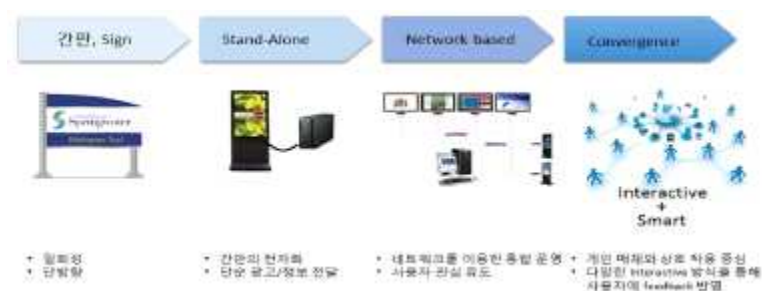 간판, Sign
Stand-Alone
Network based
Convergence
Interactive
+
Smart
• 일회성
• 단방향
• 간판의 전자화
• 단순 광고/정보 전달
• 네트워크를 이용한 통합 운영
• 사용자 관심 유도
• 개인 매체와 상호 작용 중심
• 다양한 Interactive 방식을 통해
사용자에 feedback 반영